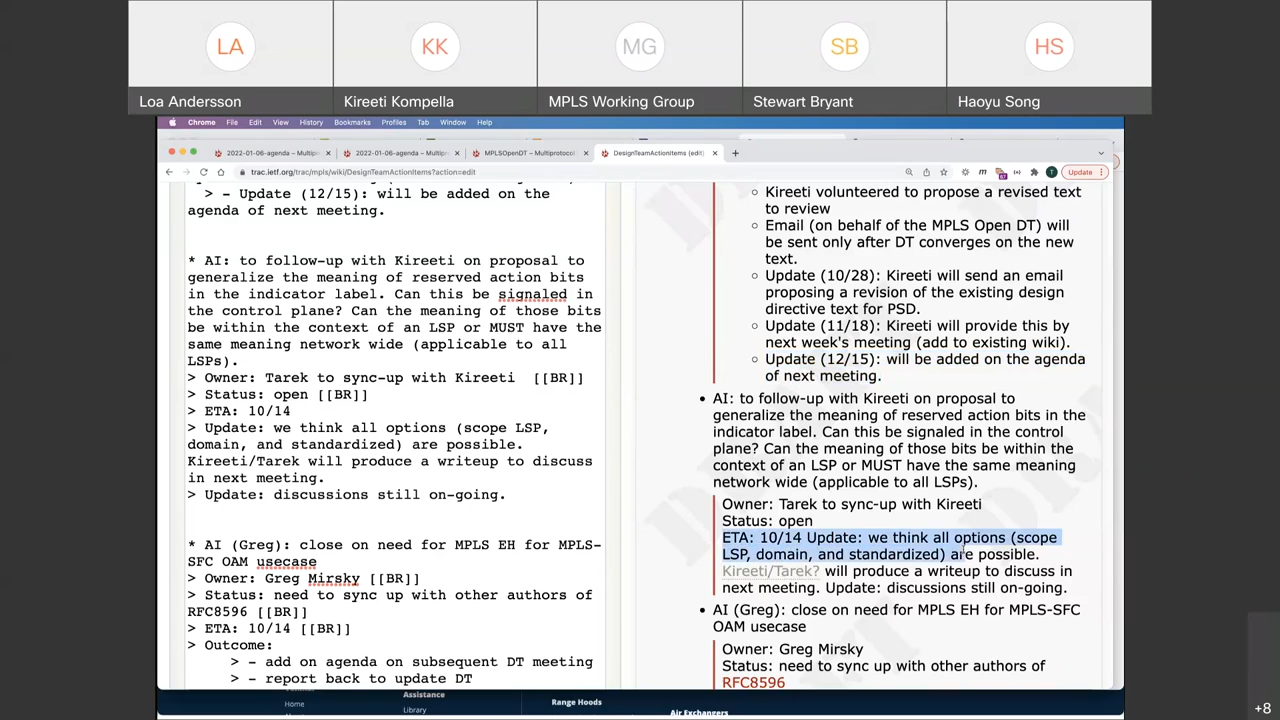 LA
KK
MG
SB
HS
Loa Andersson
Kireeti Kompella
MPLS Working Group
Stewart Bryant
Haoyu Song
Chrome File Edit View History Bookmarks Profiles Tab Window Help
2022-01-06-agenda – Multipro
2022-01-06-agenda – Multipro
MPLSOpenDT – Multiprotocol
DesignTeamActionItems (edit)
trac.ietf.org/trac/mpls/wiki/DesignTeamActionItems?action=edit
Update
> - Update (12/15): will be added on the
agenda of next meeting.
* AI: to follow-up with Kireeti on proposal to
generalize the meaning of reserved action bits
in the indicator label. Can this be signaled in
the control plane? Can the meaning of those bits
be within the context of an LSP or MUST have the
same meaning network wide (applicable to all
LSPs).
> Owner: Tarek to sync-up with Kireeti [[BR]]
> Status: open [[BR]]
> ETA: 10/14
> Update: we think all options (scope LSP,
domain, and standardized) are possible.
Kireeti/Tarek will produce a writeup to discuss
in next meeting.
> Update: discussions still on-going.
* AI (Greg): close on need for MPLS EH for MPLS-
SFC OAM usecase
> Owner: Greg Mirsky [[BR]]
> Status: need to sync up with other authors of
RFC8596 [[BR]]
> ETA: 10/14 [[BR]]
> Outcome:
> - add on agenda on subsequent DT meeting
> - report back to update DT
Kireeti volunteered to propose a revised text
to review
Email (on behalf of the MPLS Open DT) will
be sent only after DT converges on the new
text.
Update (10/28): Kireeti will send an email
proposing a revision of the existing design
directive text for PSD.
Update (11/18): Kireeti will provide this by
next week's meeting (add to existing wiki).
Update (12/15): will be added on the agenda
of next meeting.
AI: to follow-up with Kireeti on proposal to
generalize the meaning of reserved action bits in the
indicator label. Can this be signaled in the control
plane? Can the meaning of those bits be within the
context of an LSP or MUST have the same meaning
network wide (applicable to all LSPs).
Owner: Tarek to sync-up with Kireeti
Status: open
ETA: 10/14 Update: we think all options (scope
LSP, domain, and standardized) are possible.
Kireeti/Tarek? will produce a writeup to discuss in
next meeting. Update: discussions still on-going.
AI (Greg): close on need for MPLS EH for MPLS-SFC
OAM usecase
Owner: Greg Mirsky
Status: need to sync up with other authors of
RFC8596
Home
Assistance
Library
Range Hoods
Air Exchangers
+8